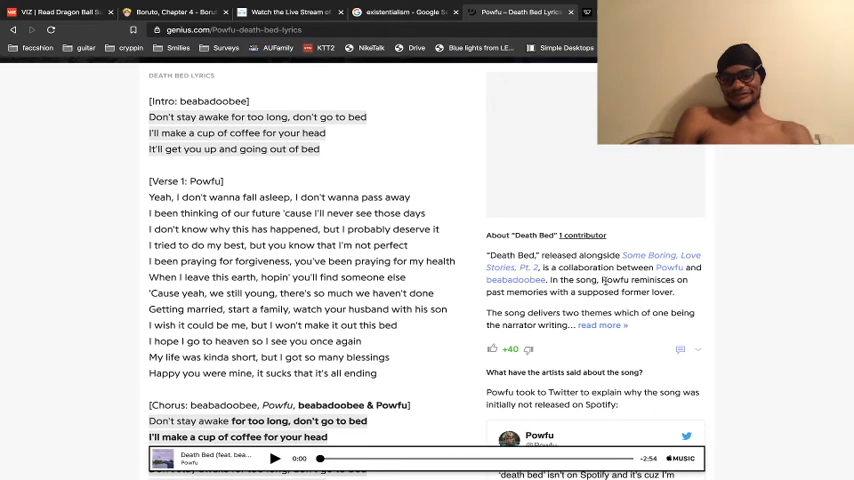 VIZ | Read Dragon Ball S
Boruto, Chapter 4 - Borut
Watch the Live Stream of
existentialism - Google S
Powfu – Death Bed Lyrics
genius.com/Powfu-death-bed-lyrics
faccshion
guitar
cryppin
Smilies
Surveys
AUFamily
KTT2
NikeTalk
Drive
Blue lights from LE...
Simple Desktops
DEATH BED LYRICS
[Intro: beabadoobee]
Don't stay awake for too long, don't go to bed
I'll make a cup of coffee for your head
It'll get you up and going out of bed
[Verse 1: Powfu]
Yeah, I don't wanna fall asleep, I don't wanna pass away
I been thinking of our future 'cause I'll never see those days
I don't know why this has happened, but I probably deserve it
I tried to do my best, but you know that I'm not perfect
I been praying for forgiveness, you've been praying for my health
When I leave this earth, hopin' you'll find someone else
'Cause yeah, we still young, there's so much we haven't done
Getting married, start a family, watch your husband with his son
I wish it could be me, but I won't make it out this bed
I hope I go to heaven so I see you once again
My life was kinda short, but I got so many blessings
Happy you were mine, it sucks that it's all ending
[Chorus: beabadoobee, Powfu, beabadoobee & Powfu]
Don't stay awake for too long, don't go to bed
I'll make a cup of coffee for your head
About “Death Bed” 1 contributor
“Death Bed,” released alongside Some Boring, Love
Stories, Pt. 2, is a collaboration between Powfu and
beabadoobee. In the song, Powfu reminisces on
past memories with a supposed former lover.
The song delivers two themes which of one being
the narrator writing... read more »
+40
What have the artists said about the song?
Powfu took to Twitter to explain why the song was
initially not released on Spotify:
Powfu
'death bed' isn't on Spotify and it's cuz I'm
Death Bed (feat. bea...
Powfu
0:00
-2:54
MUSIC